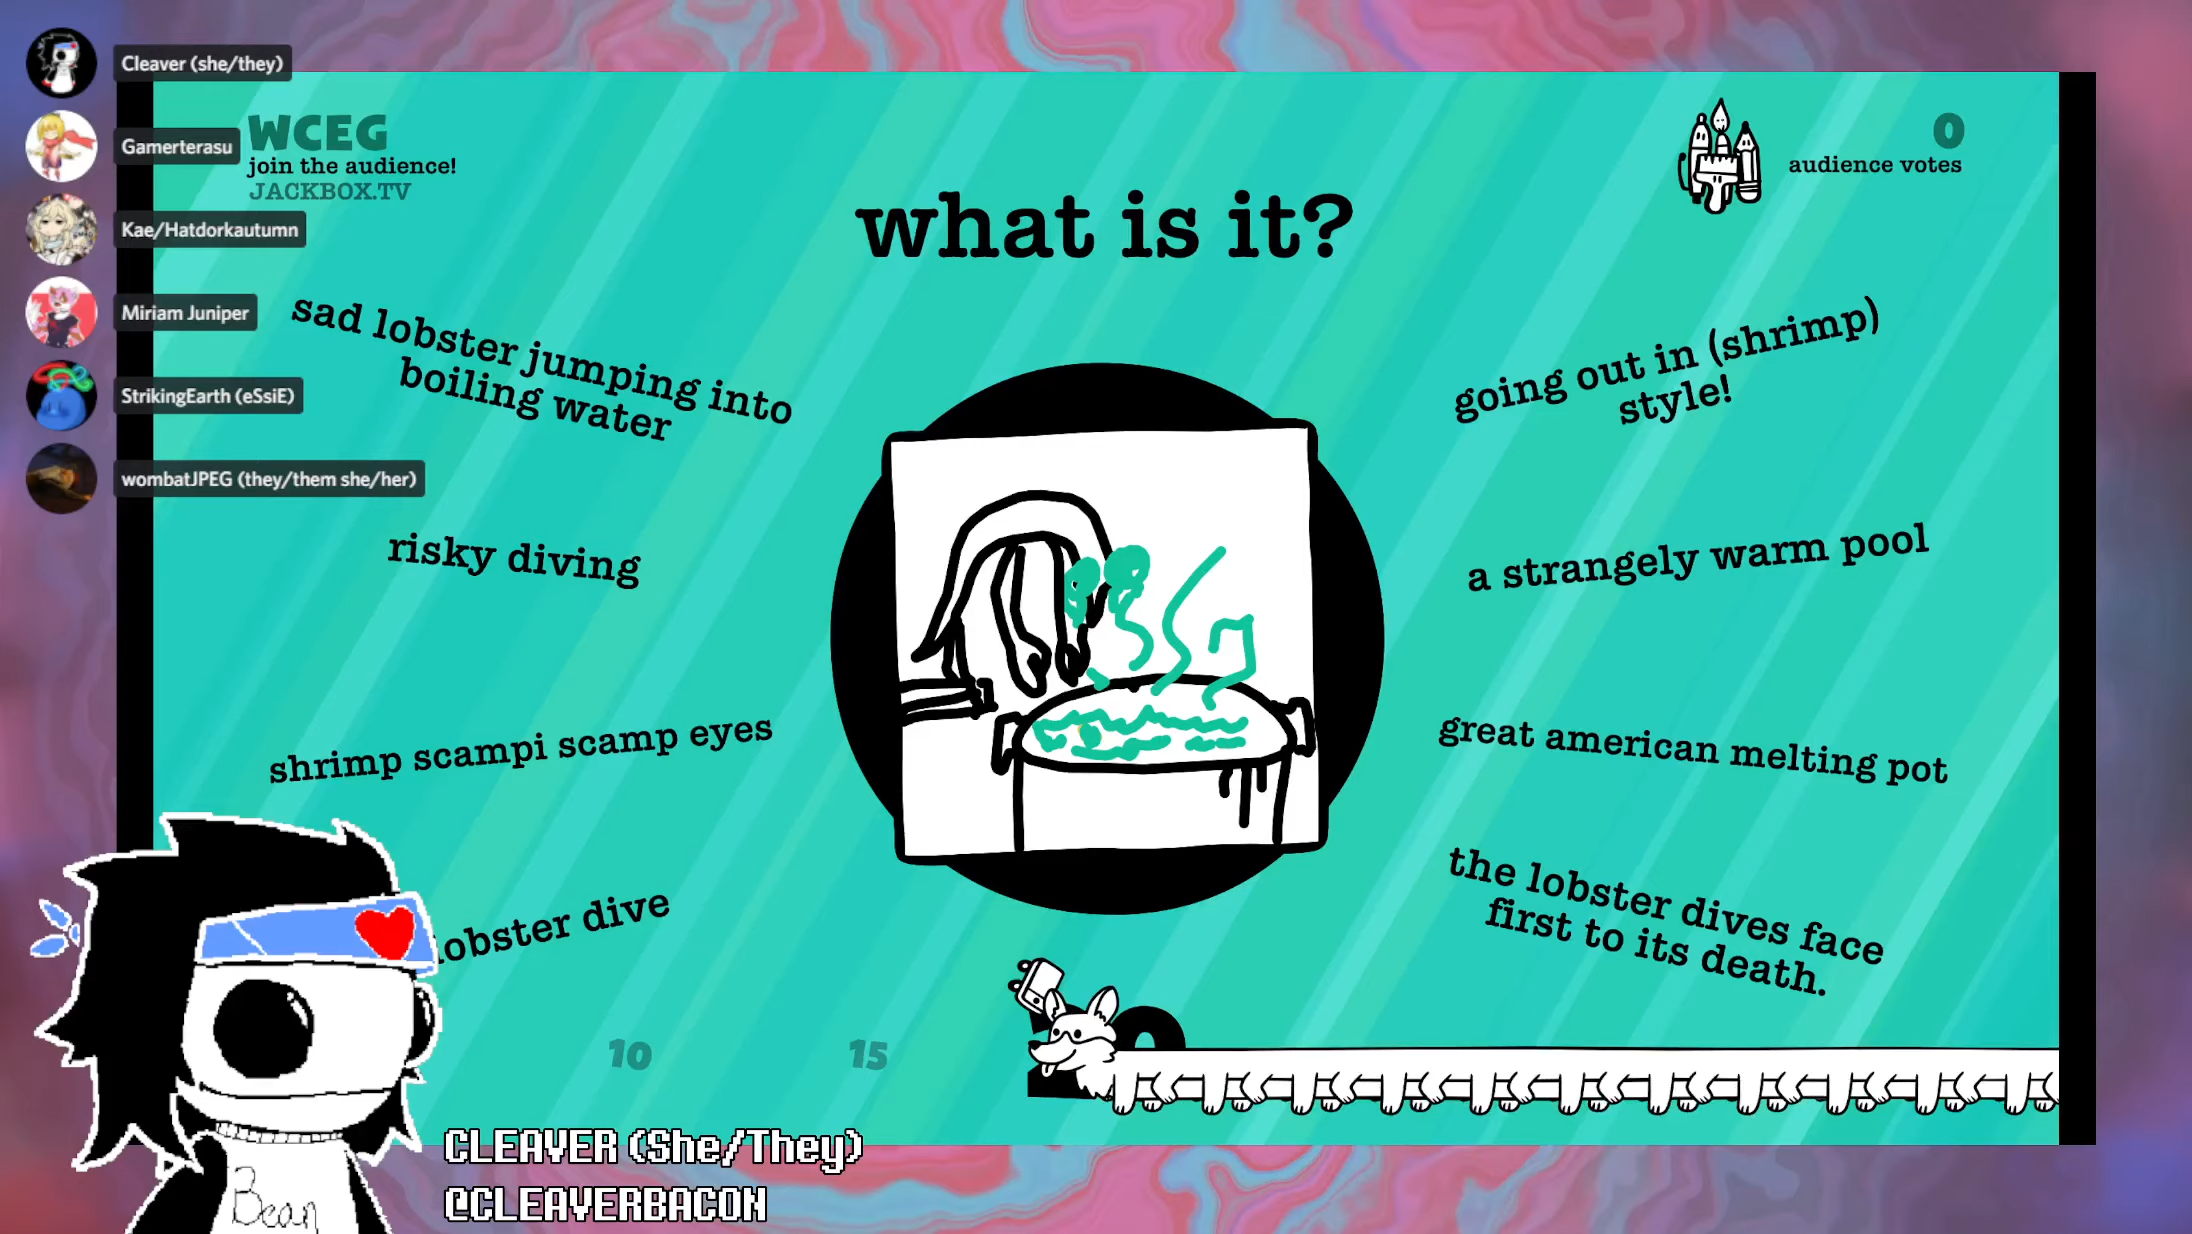 Cleaver (she/they)
Gamerterasu
Kae/Hatdorkautumn
Miriam Juniper
StrikingEarth (eSsiE)
wombatJPEG (they/them she/her)
WCEG
join the audience!
JACKBOX.TV
0
audience votes
what is it?
sad lobster jumping into
boiling water
risky diving
shrimp scampi scamp eyes
lobster dive
going out in (shrimp)
style!
a strangely warm pool
great american melting pot
the lobster dives face
first to its death.
10
15
Bean
CLEAVER (She/They)
@CLEAVERBACON